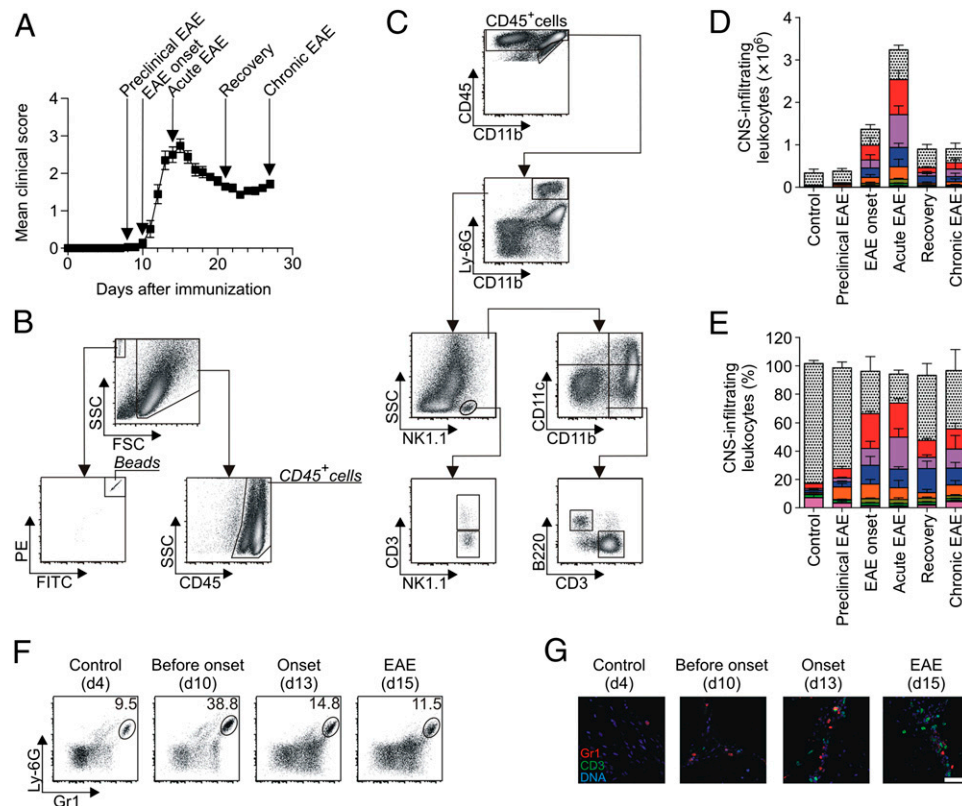 A
Preclinical EAE
EAE onset
Acute EAE
Recovery
Chronic EAE
Mean clinical score
4
3
2
1
0
0
10
20
30
Days after immunization
B
SSC
FSC
Beads
CD45+cells
PE
FITC
SSC
CD45
C
CD45+cells
CD45
CD11b
Ly-6G
CD11b
SSC
NK1.1
CD11c
CD11b
CD3
NK1.1
B220
CD3
D
CNS-infiltrating
leukocytes (×10⁶)
4
3
2
1
0
Control
Preclinical EAE
EAE onset
Acute EAE
Recovery
Chronic EAE
E
CNS-infiltrating
leukocytes (%)
120
100
80
60
40
20
0
Control
Preclinical EAE
EAE onset
Acute EAE
Recovery
Chronic EAE
F
Control
(d4)
Before onset
(d10)
Onset
(d13)
EAE
(d15)
9.5
38.8
14.8
11.5
Ly-6G
Gr1
G
Control
(d4)
Before onset
(d10)
Onset
(d13)
EAE
(d15)
Gr1
CD3
DNA